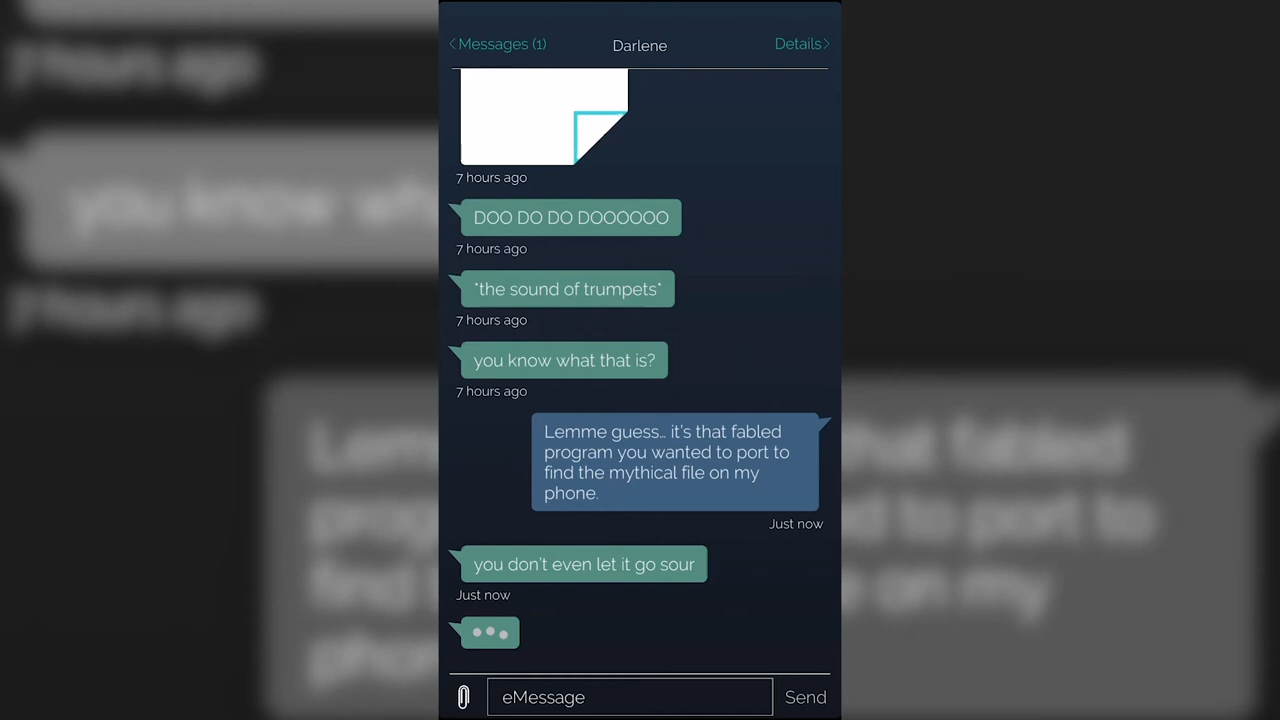 Messages (1)
Darlene
Details
7 hours ago
DOO DO DO DOOOOOO
7 hours ago
*the sound of trumpets*
7 hours ago
you know what that is?
7 hours ago
Lemme guess… it's that fabled
program you wanted to port to
find the mythical file on my
phone.
Just now
you don't even let it go sour
Just now
eMessage
Send